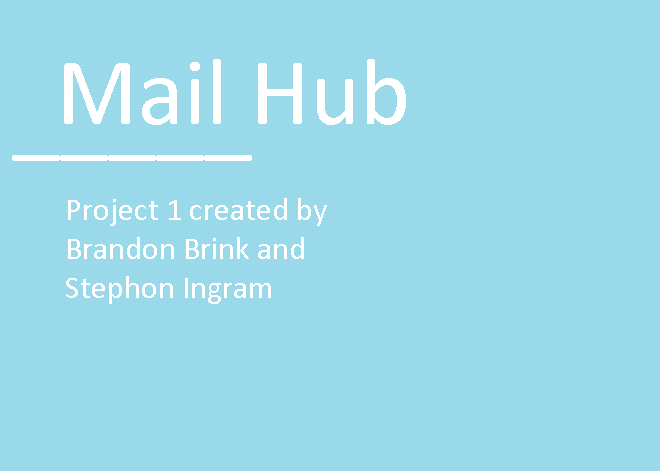 Mail Hub
Project 1 created by
Brandon Brink and
Stephon Ingram